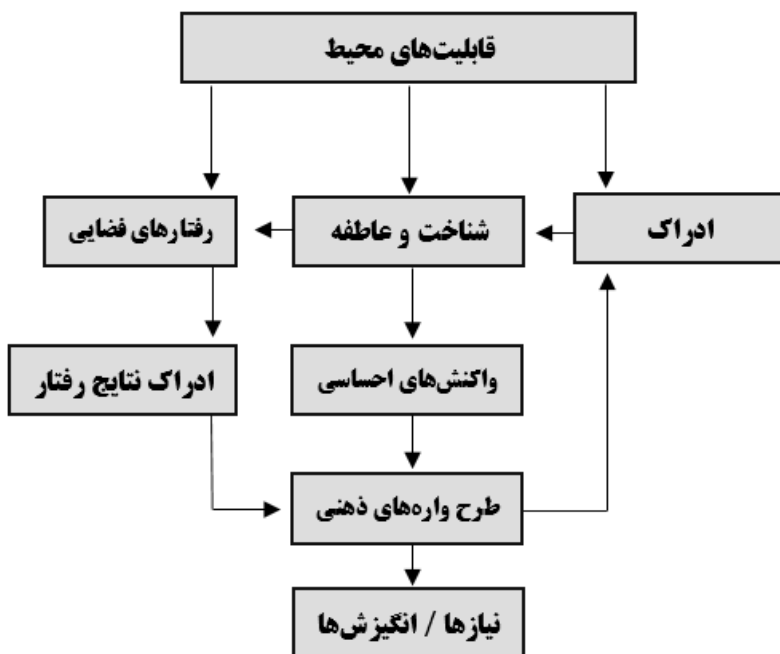 قابلیت‌های محیط
ادراک
شناخت و عاطفه
رفتارهای فضایی
واکنش‌های احساسی
ادراک نتایج رفتار
طرح واره‌های ذهنی
نیازها / انگیزش‌ها